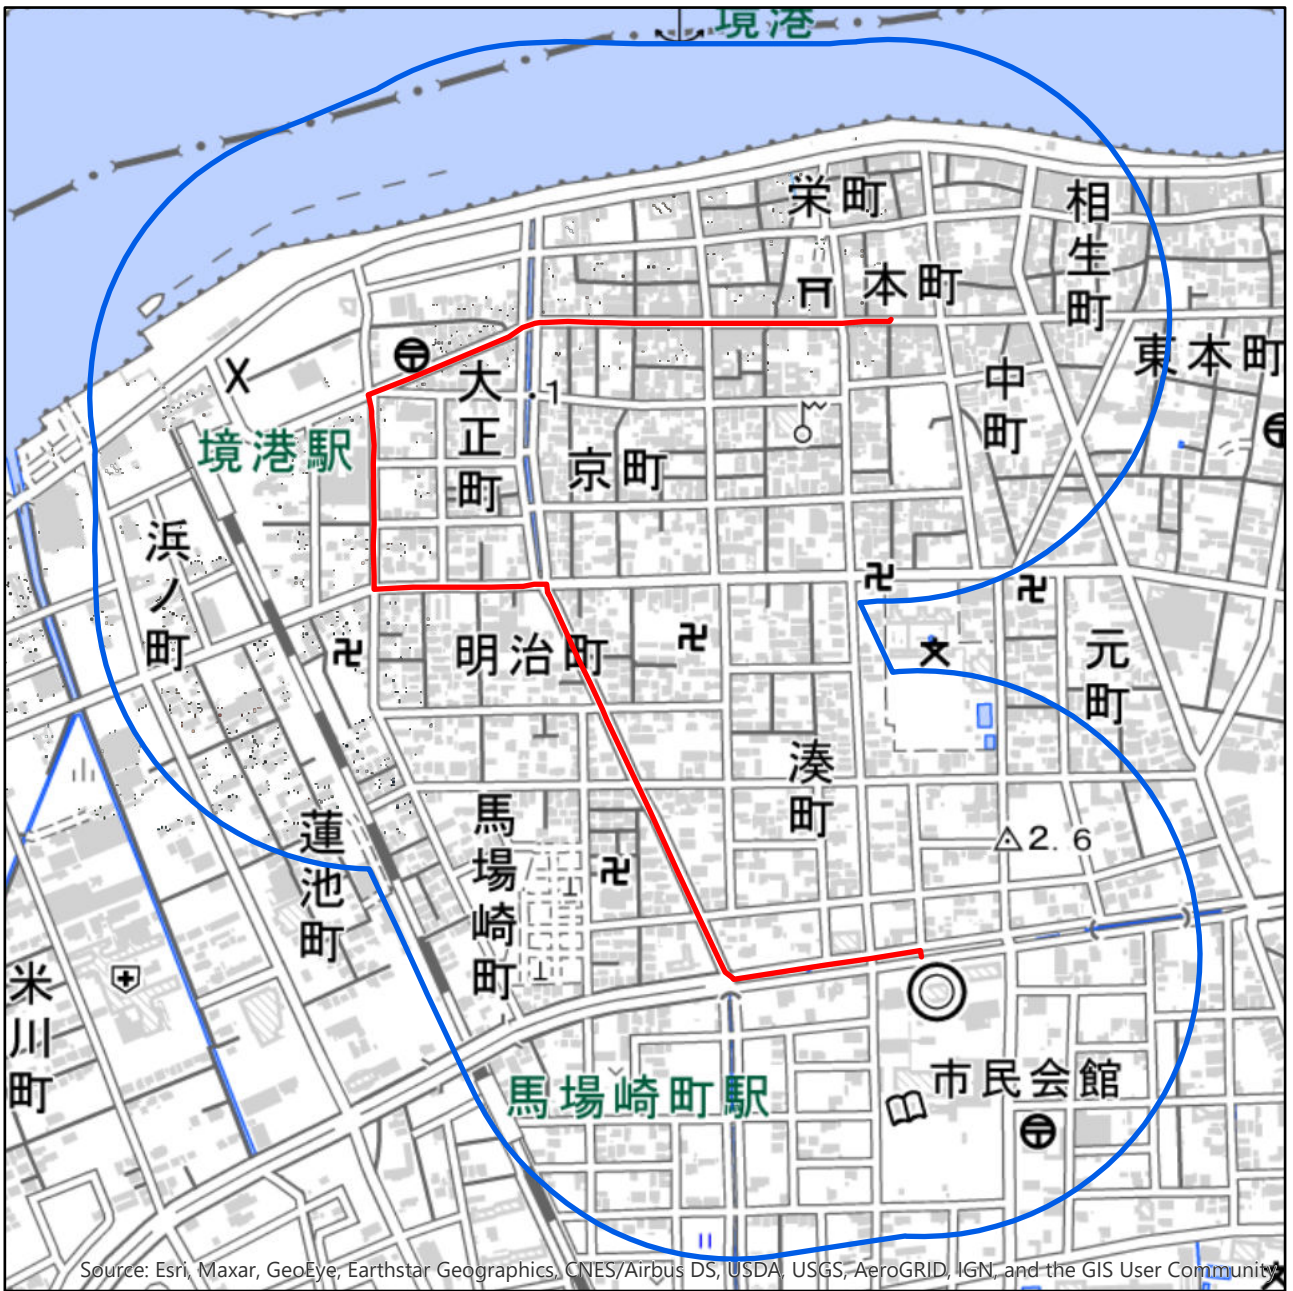 境港
栄町
相生町
本町
東本町
大正町
1
中町
境港駅
京町
浜ノ町
明治町
元町
湊町
馬場崎町
蓮池町
2.6
米川町
市民会館
馬場崎町駅
Source: Esri, Maxar, GeoEye, Earthstar Geographics, CNES/Airbus DS, USDA, USGS, AeroGRID, IGN, and the GIS User Community